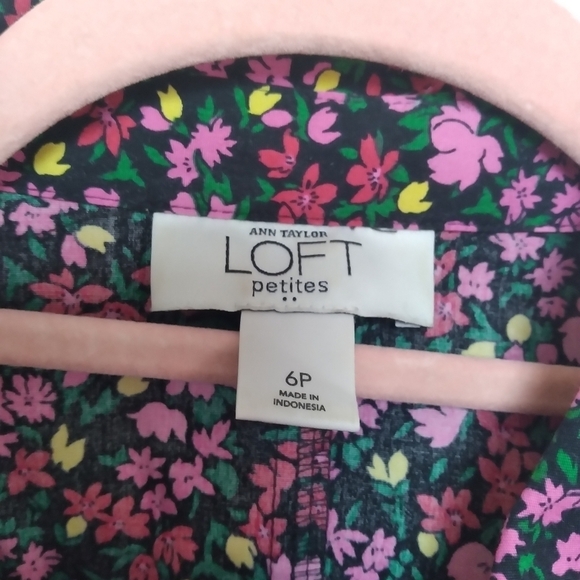 ANN TAYLOR
LOFT
petites
6P
MADE IN
INDONESIA